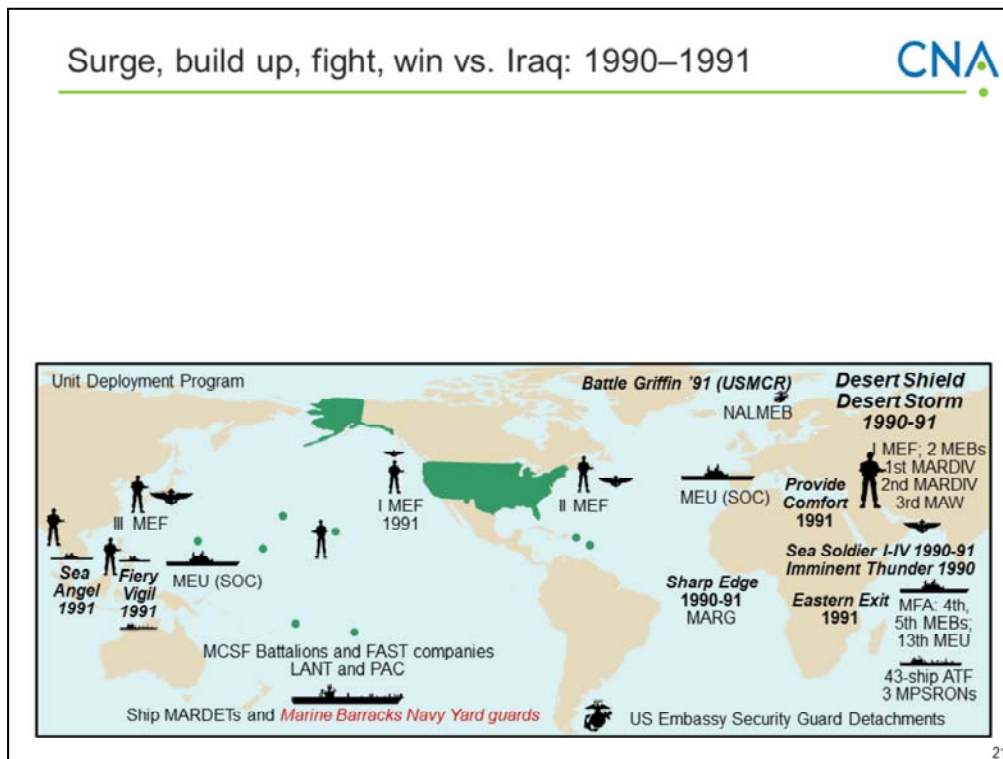 Surge, build up, fight, win vs. Iraq: 1990–1991
CNA
Unit Deployment Program
Battle Griffin '91 (USMCR)
NALMEB
Desert Shield
Desert Storm
1990-91
I MEF; 2 MEBs
1st MARDIV
2nd MARDIV
3rd MAW
III MEF
I MEF
1991
II MEF
MEU (SOC)
Provide
Comfort
1991
Sea
Angel
1991
Fiery
Vigil
1991
MEU (SOC)
Sea Soldier I-IV 1990-91
Imminent Thunder 1990
Sharp Edge
1990-91
MARG
Eastern Exit
1991
MFA: 4th,
5th MEBs;
13th MEU
43-ship ATF
3 MPSRONs
MCSF Battalions and FAST companies
LANT and PAC
Ship MARDETs and Marine Barracks Navy Yard guards
US Embassy Security Guard Detachments
21